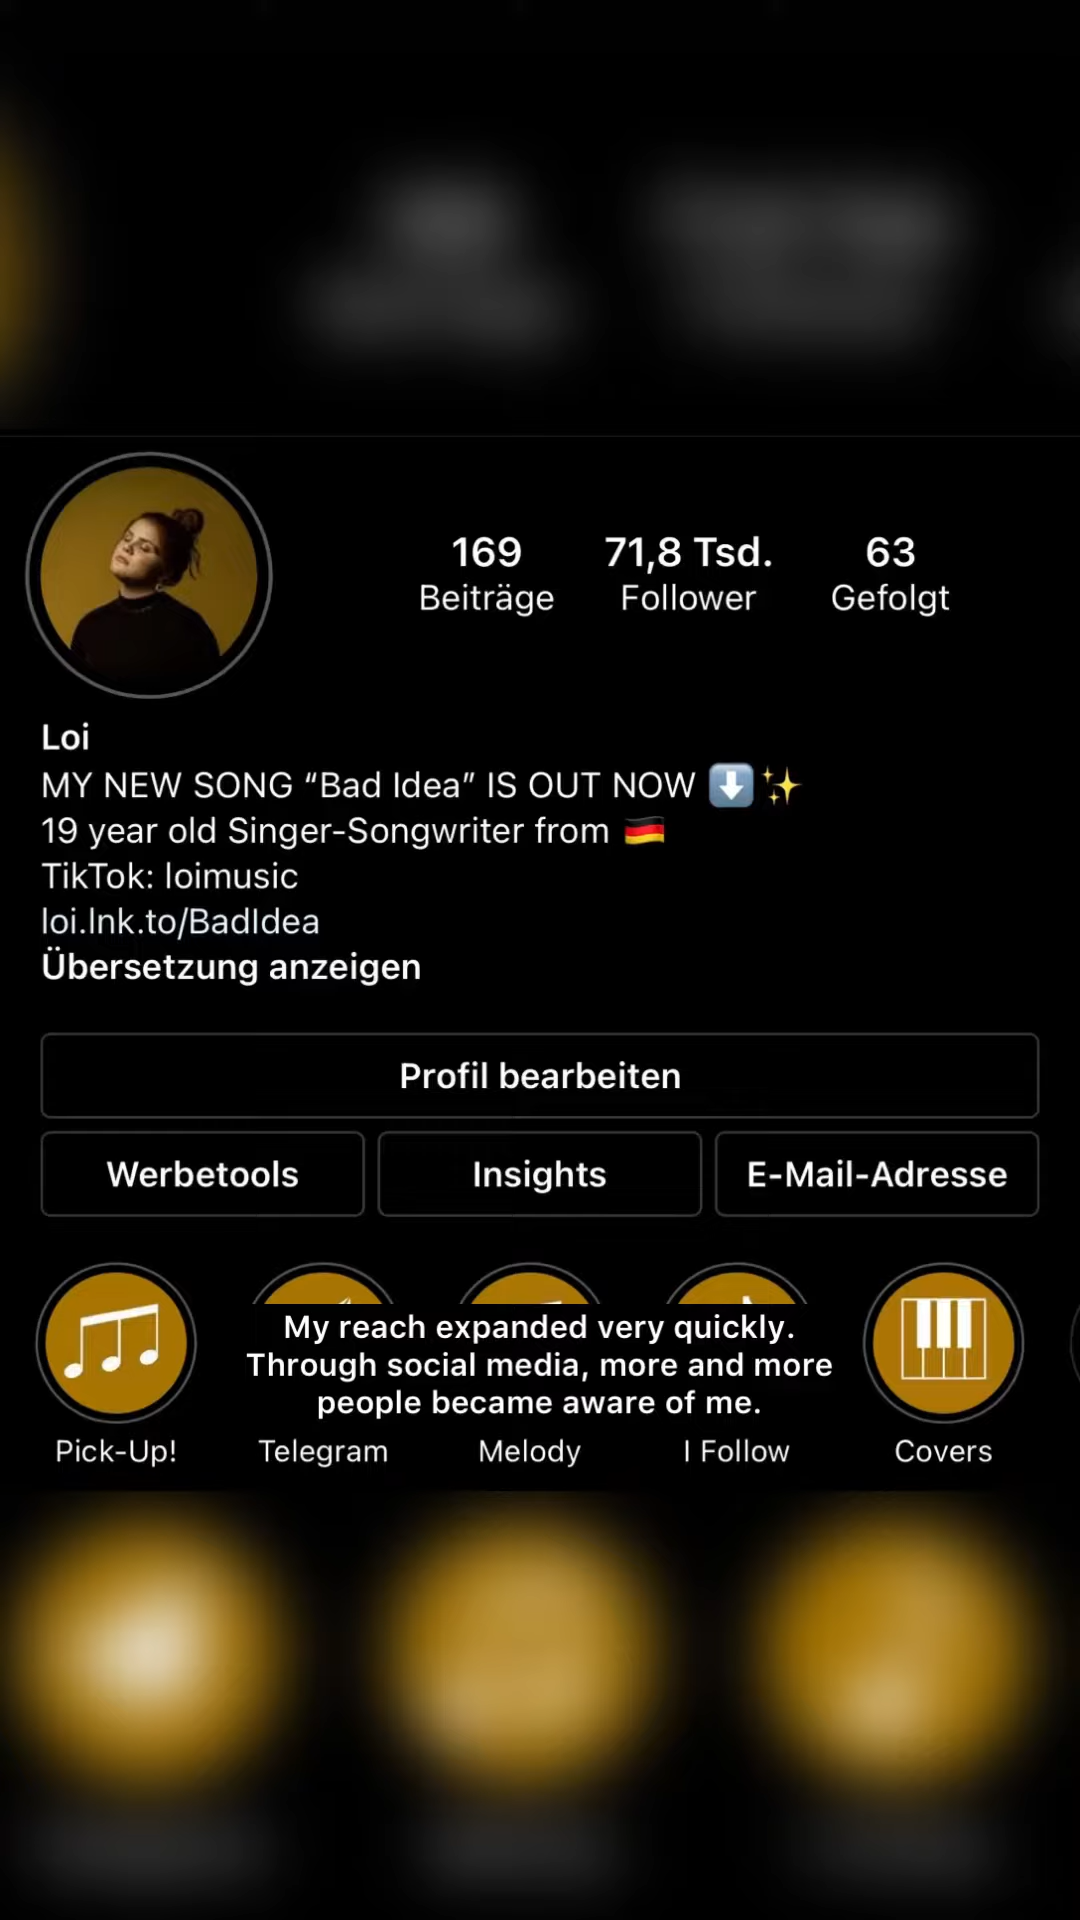 169
Beiträge
71,8 Tsd.
Follower
63
Gefolgt
Loi
MY NEW SONG “Bad Idea” IS OUT NOW ⬇️✨
19 year old Singer-Songwriter from 🇩🇪
TikTok: loimusic
loi.lnk.to/BadIdea
Übersetzung anzeigen
Profil bearbeiten
Werbetools
Insights
E-Mail-Adresse
My reach expanded very quickly.
Through social media, more and more
people became aware of me.
Pick-Up!
Telegram
Melody
I Follow
Covers